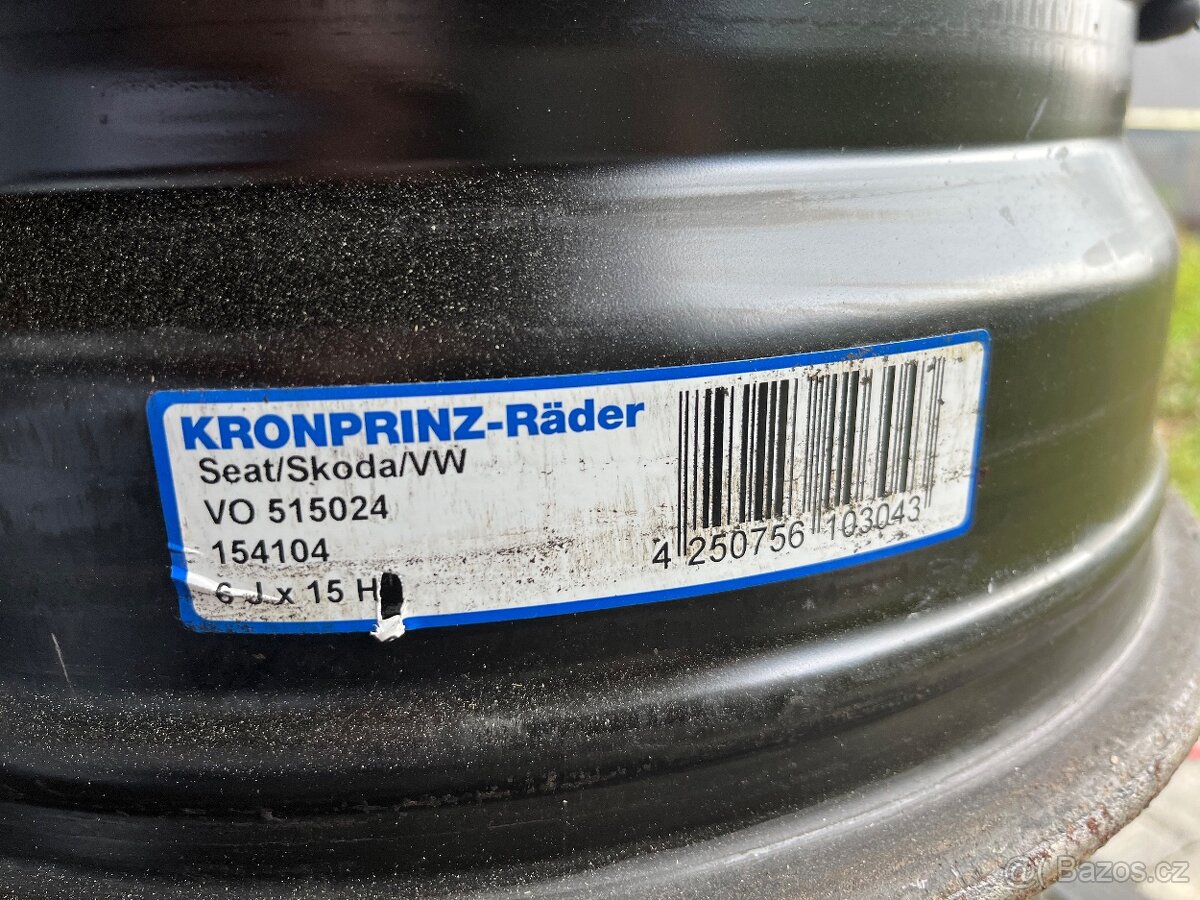 KRONPRINZ-Räder
Seat/Skoda/VW
VO 515024
154104
6 J x 15 H
4 250756 103043
Bazos.cz